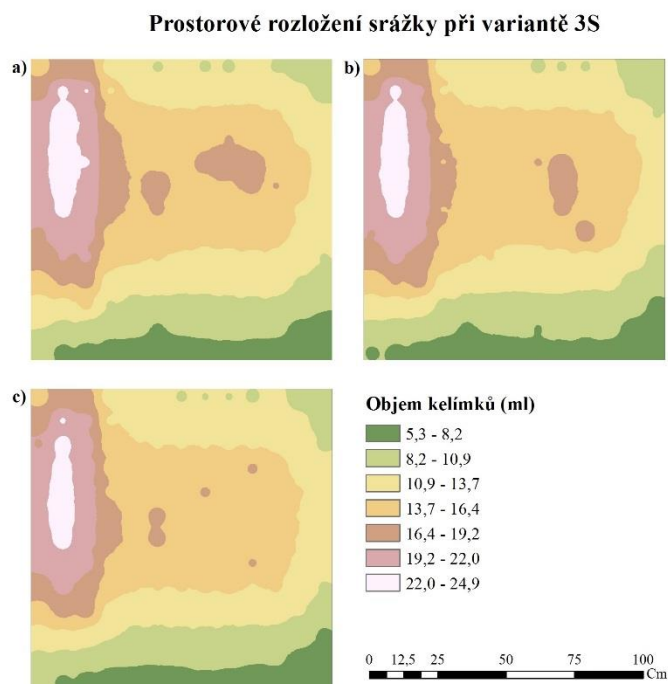 Prostorové rozložení srážky při variantě 3S
a)
b)
c)
Objem kelímků (ml)
5,3 - 8,2
8,2 - 10,9
10,9 - 13,7
13,7 - 16,4
16,4 - 19,2
19,2 - 22,0
22,0 - 24,9
0 12,5 25 50 75 100
Cm